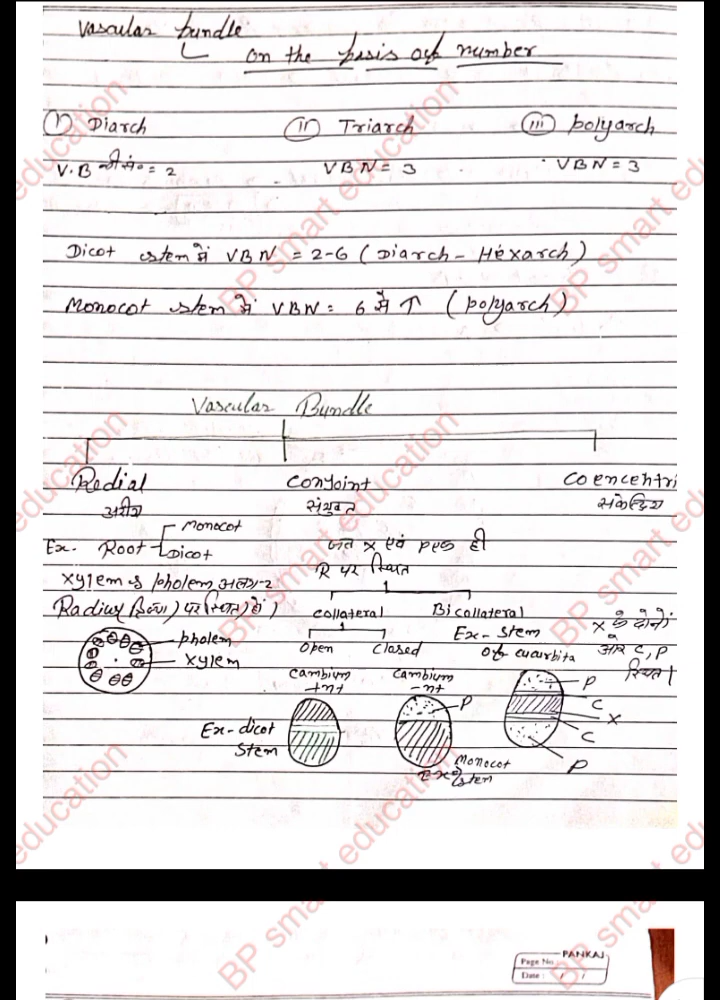 Vascular bundle
on the basis of number
(i) Diarch (ii) Triarch (iii) polyarch
V.B की सं० = 2 VBN = 3 VBN = 3
Dicot stem में VBN = 2-6 (Diarch - Hexarch)
Monocot stem में VBN = 6 से ↑ (polyarch)
Vascular Bundle
Redial Conjoint Coencentri
अरीय संयुक्त संकेन्द्रिय
Ex. Root Monocot Dicot
जब x एवं P एक ही
R पर स्थित
xylem व pholem अलग-2
Radius (त्रिज्या) पर स्थित हों।
collateral Bicollateral
x के दोनों
ओर C, P
स्थित।
open closed
Ex- stem
of cucurbita
pholem
xylem
cambium
+nt
cambium
-nt
Ex- dicot
stem
P
Monocot
Ex stem
P
C
X
C
P
PANKAJ
Page No
Date : / /
BP smart education